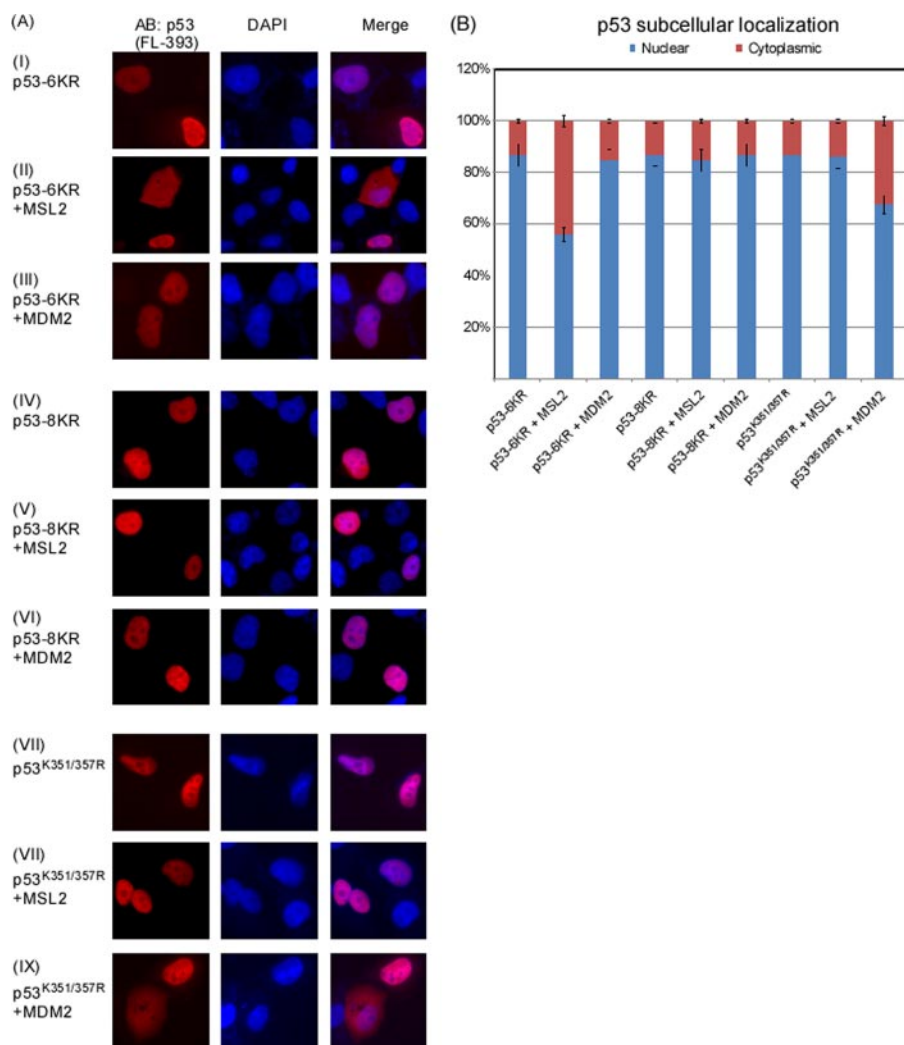 (A)
AB: p53
(FL-393)
DAPI
Merge
(I)
p53-6KR
(II)
p53-6KR
+MSL2
(III)
p53-6KR
+MDM2
(IV)
p53-8KR
(V)
p53-8KR
+MSL2
(VI)
p53-8KR
+MDM2
(VII)
p53K351/357R
(VII)
p53K351/357R
+MSL2
(IX)
p53K351/357R
+MDM2
(B)
p53 subcellular localization
Nuclear
Cytoplasmic
120%
100%
80%
60%
40%
20%
p53-6KR
p53-6KR + MSL2
p53-6KR + MDM2
p53-8KR
p53-8KR + MSL2
p53-8KR + MDM2
p53K351/357R
p53K351/357R + MSL2
p53K351/357R + MDM2